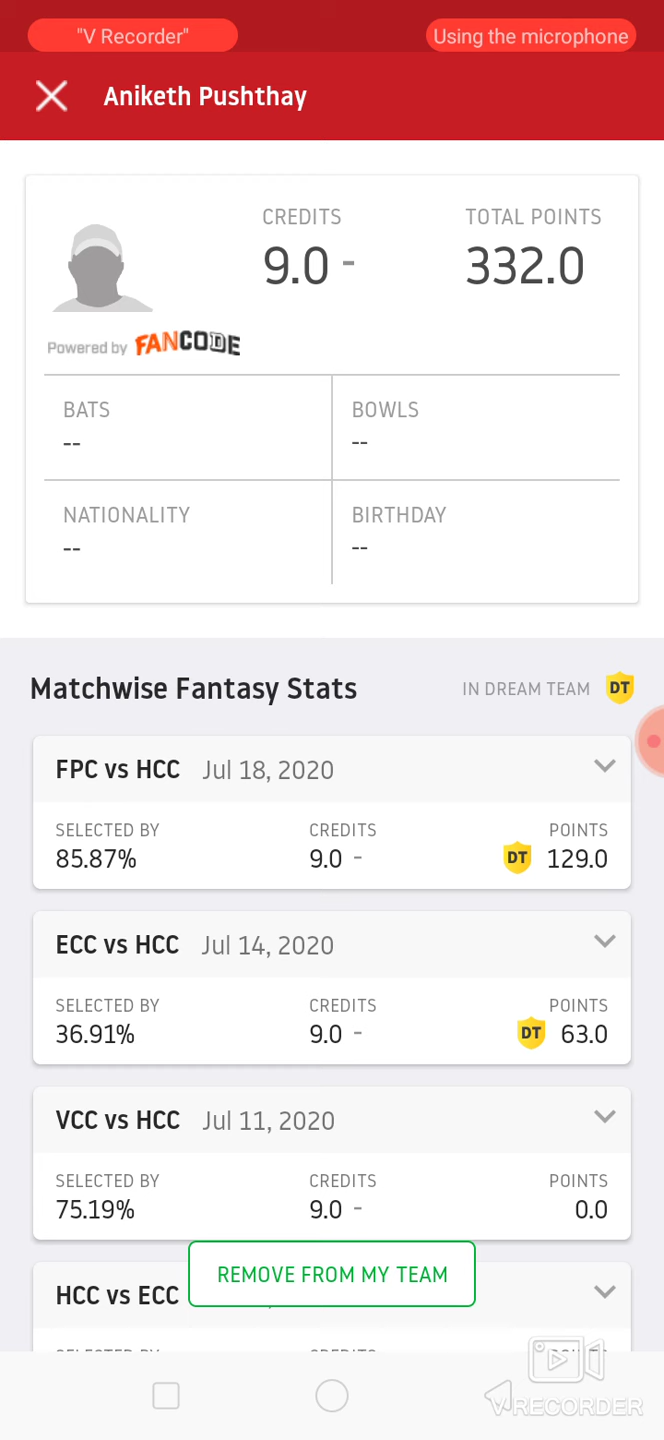 "V Recorder" Using the microphone
Aniketh Pushthay
CREDITS TOTAL POINTS
9.0 - 332.0
Powered by FANCODE
BATS BOWLS
-- --
NATIONALITY BIRTHDAY
-- --
Matchwise Fantasy Stats IN DREAM TEAM DT
FPC vs HCC Jul 18, 2020
SELECTED BY CREDITS POINTS
85.87% 9.0 - DT 129.0
ECC vs HCC Jul 14, 2020
SELECTED BY CREDITS POINTS
36.91% 9.0 - DT 63.0
VCC vs HCC Jul 11, 2020
SELECTED BY CREDITS POINTS
75.19% 9.0 - 0.0
REMOVE FROM MY TEAM
HCC vs ECC
VRECORDER